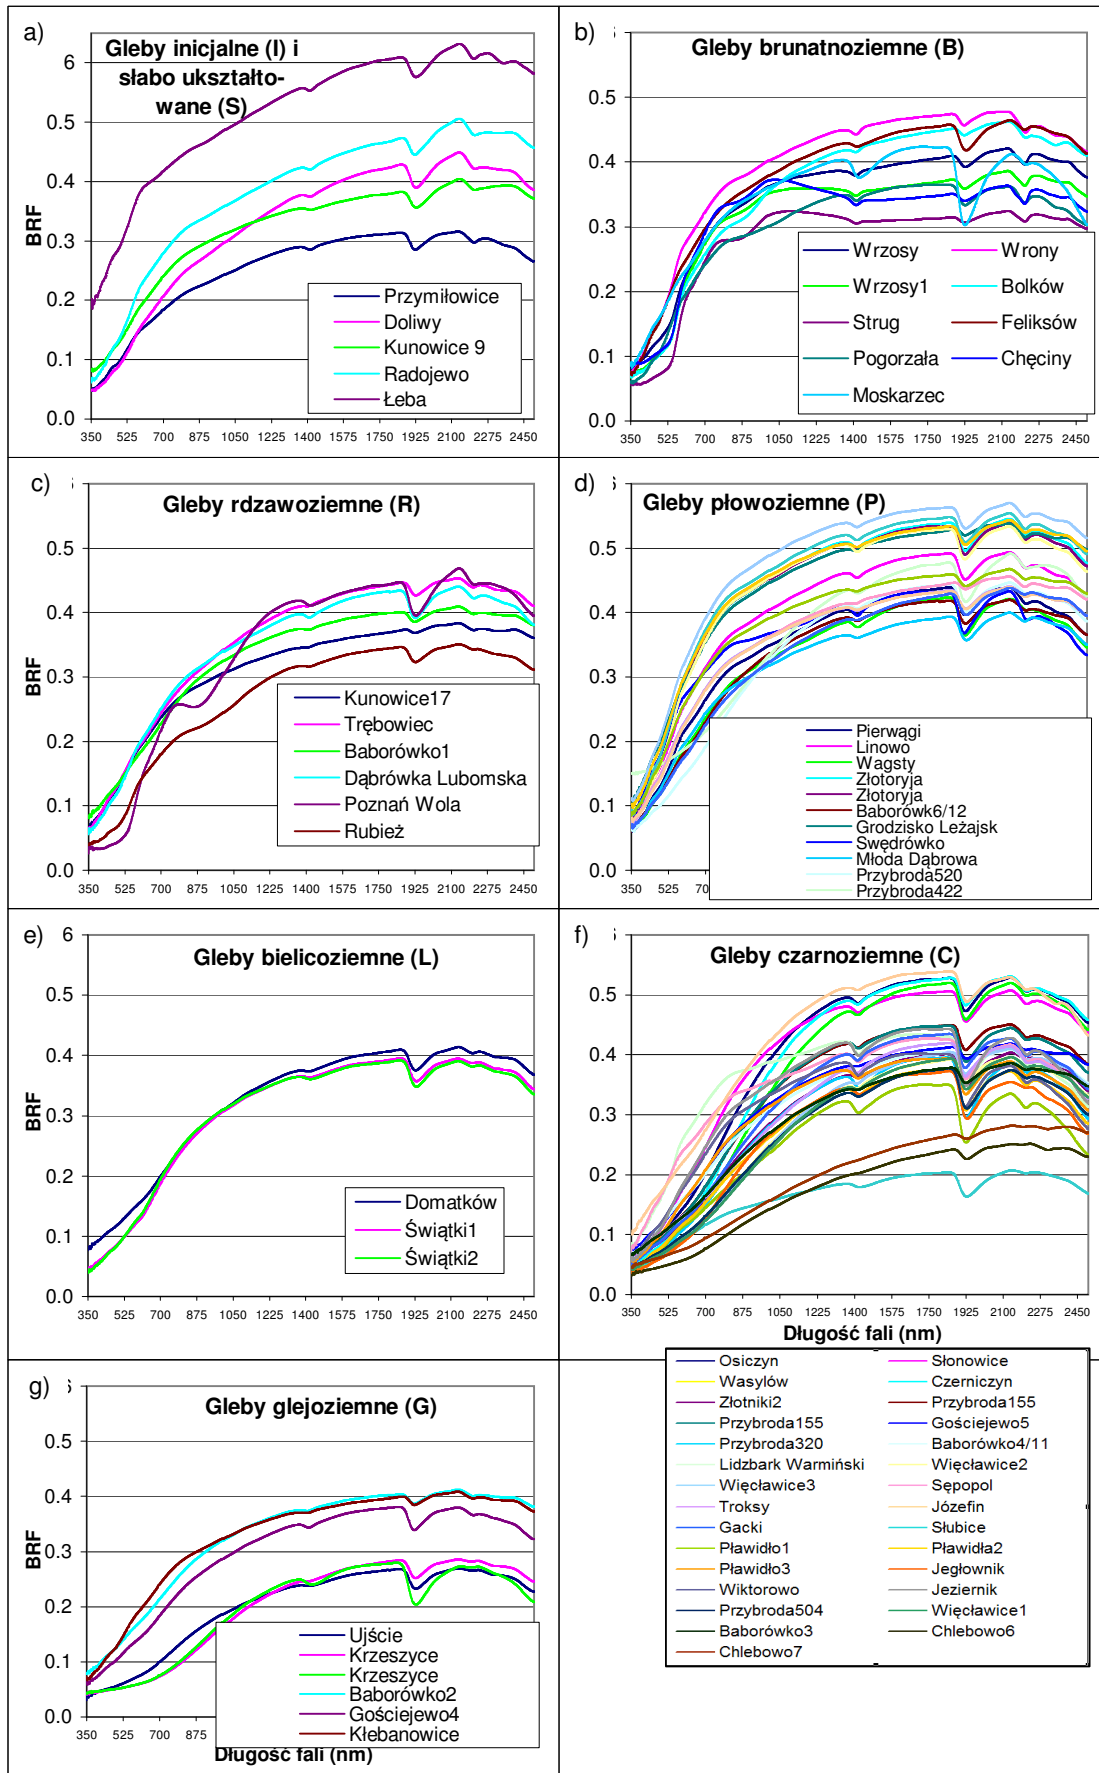 a)
Gleby inicjalne (I) i
słabo ukształto-
wane (S)
6
0.5
0.4
0.3
0.2
0.1
0.0
BRF
350 525 700 875 1050 1225 1400 1575 1750 1925 2100 2275 2450
Przymiłowice
Doliwy
Kunowice 9
Radojewo
Łeba
b)
Gleby brunatnoziemne (B)
0.5
0.4
0.3
0.2
0.1
0.0
350 525 700 875 1050 1225 1400 1575 1750 1925 2100 2275 2450
Wrzosy Wrony
Wrzosy1 Bolków
Strug Feliksów
Pogorzała Chęciny
Moskarzec
c)
Gleby rdzawoziemne (R)
0.5
0.4
0.3
0.2
0.1
0.0
BRF
350 525 700 875 1050 1225 1400 1575 1750 1925 2100 2275 2450
Kunowice17
Trębowiec
Baborówko1
Dąbrówka Lubomska
Poznań Wola
Rubież
d)
Gleby płowoziemne (P)
0.5
0.4
0.3
0.2
0.1
0.0
350 525 70
Pierwągi
Linowo
Wagsty
Złotoryja
Złotoryja
Baborówk6/12
Grodzisko Leżajsk
Swędrówko
Młoda Dąbrowa
Przybroda520
Przybroda422
e)
Gleby bielicoziemne (L)
6
0.5
0.4
0.3
0.2
0.1
0.0
BRF
350 525 700 875 1050 1225 1400 1575 1750 1925 2100 2275 2450
Domatków
Świątki1
Świątki2
f)
Gleby czarnoziemne (C)
0.5
0.4
0.3
0.2
0.1
0.0
350 525 700 875 1050 1225 1400 1575 1750 1925 2100 2275 2450
Długość fali (nm)
Osiczyn Słonowice
Wasylów Czerniczyn
Złotniki2 Przybroda155
Przybroda155 Gościejewo5
Przybroda320 Baborówko4/11
Lidzbark Warmiński Więcławice2
Więcławice3 Sępopol
Troksy Józefin
Gacki Słubice
Pławidło1 Pławidła2
Pławidło3 Jegłownik
Wiktorowo Jeziernik
Przybroda504 Więcławice1
Baborówko3 Chlebowo6
Chlebowo7
g)
Gleby glejoziemne (G)
0.5
0.4
0.3
0.2
0.1
0.0
BRF
350 525 700 875
Ujście
Krzeszyce
Krzeszyce
Baborówko2
Gościejewo4
Kłebanowice
Długość fali (nm)